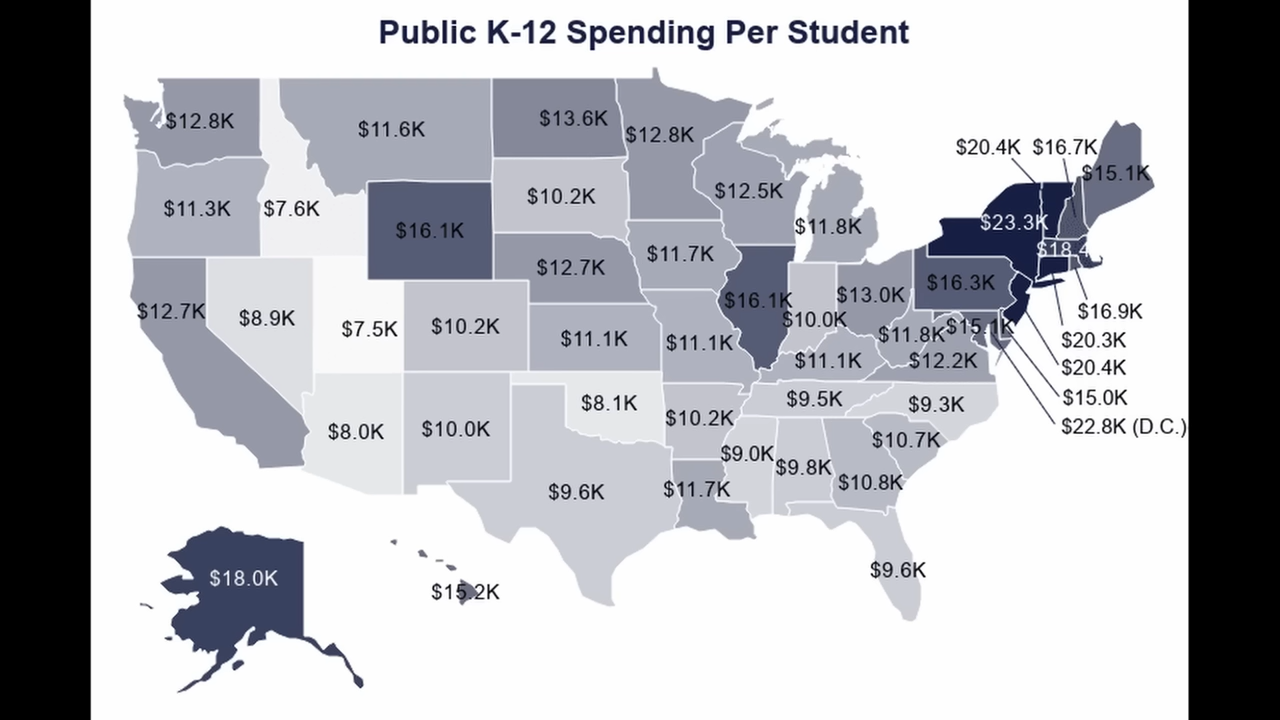 Public K-12 Spending Per Student
$12.8K
$11.6K
$13.6K
$12.8K
$20.4K
$16.7K
$15.1K
$11.3K
$7.6K
$16.1K
$10.2K
$12.5K
$11.8K
$23.3K
$18.4
$12.7K
$8.9K
$7.5K
$10.2K
$12.7K
$11.7K
$16.1K
$10.0K
$13.0K
$16.3K
$16.9K
$11.1K
$11.1K
$11.1K
$11.8K
$15.1K
$12.2K
$20.3K
$20.4K
$15.0K
$22.8K (D.C.)
$8.0K
$10.0K
$8.1K
$10.2K
$9.5K
$9.3K
$9.6K
$11.7K
$9.0K
$9.8K
$10.8K
$10.7K
$9.6K
$18.0K
$15.2K